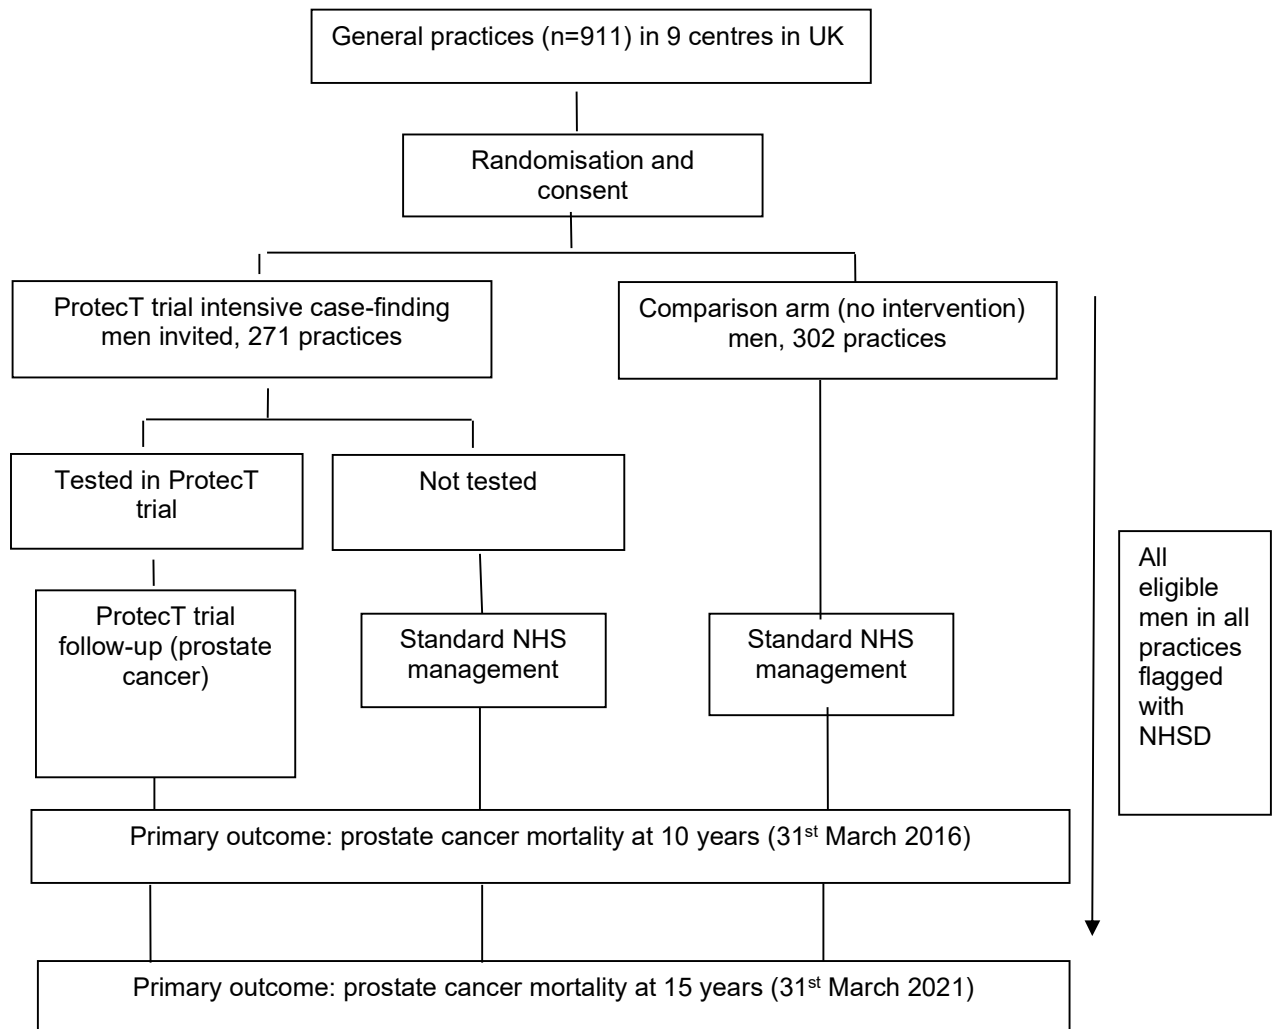 General practices (n=911) in 9 centres in UK
Randomisation and
consent
ProtecT trial intensive case-finding
men invited, 271 practices
Comparison arm (no intervention)
men, 302 practices
Tested in ProtecT
trial
Not tested
ProtecT trial
follow-up (prostate
cancer)
Standard NHS
management
Standard NHS
management
All
eligible
men in all
practices
flagged
with
NHSD
Primary outcome: prostate cancer mortality at 10 years (31st March 2016)
Primary outcome: prostate cancer mortality at 15 years (31st March 2021)